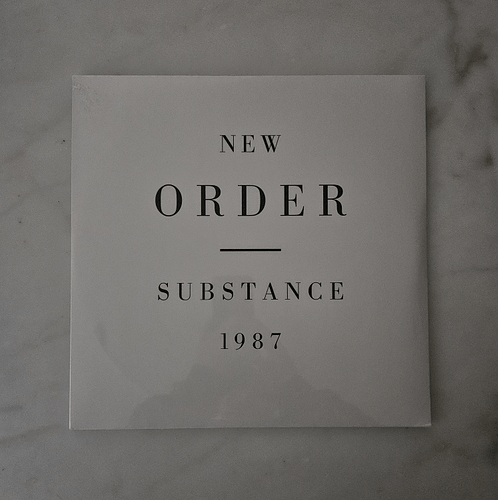 NEW
ORDER
SUBSTANCE
1987